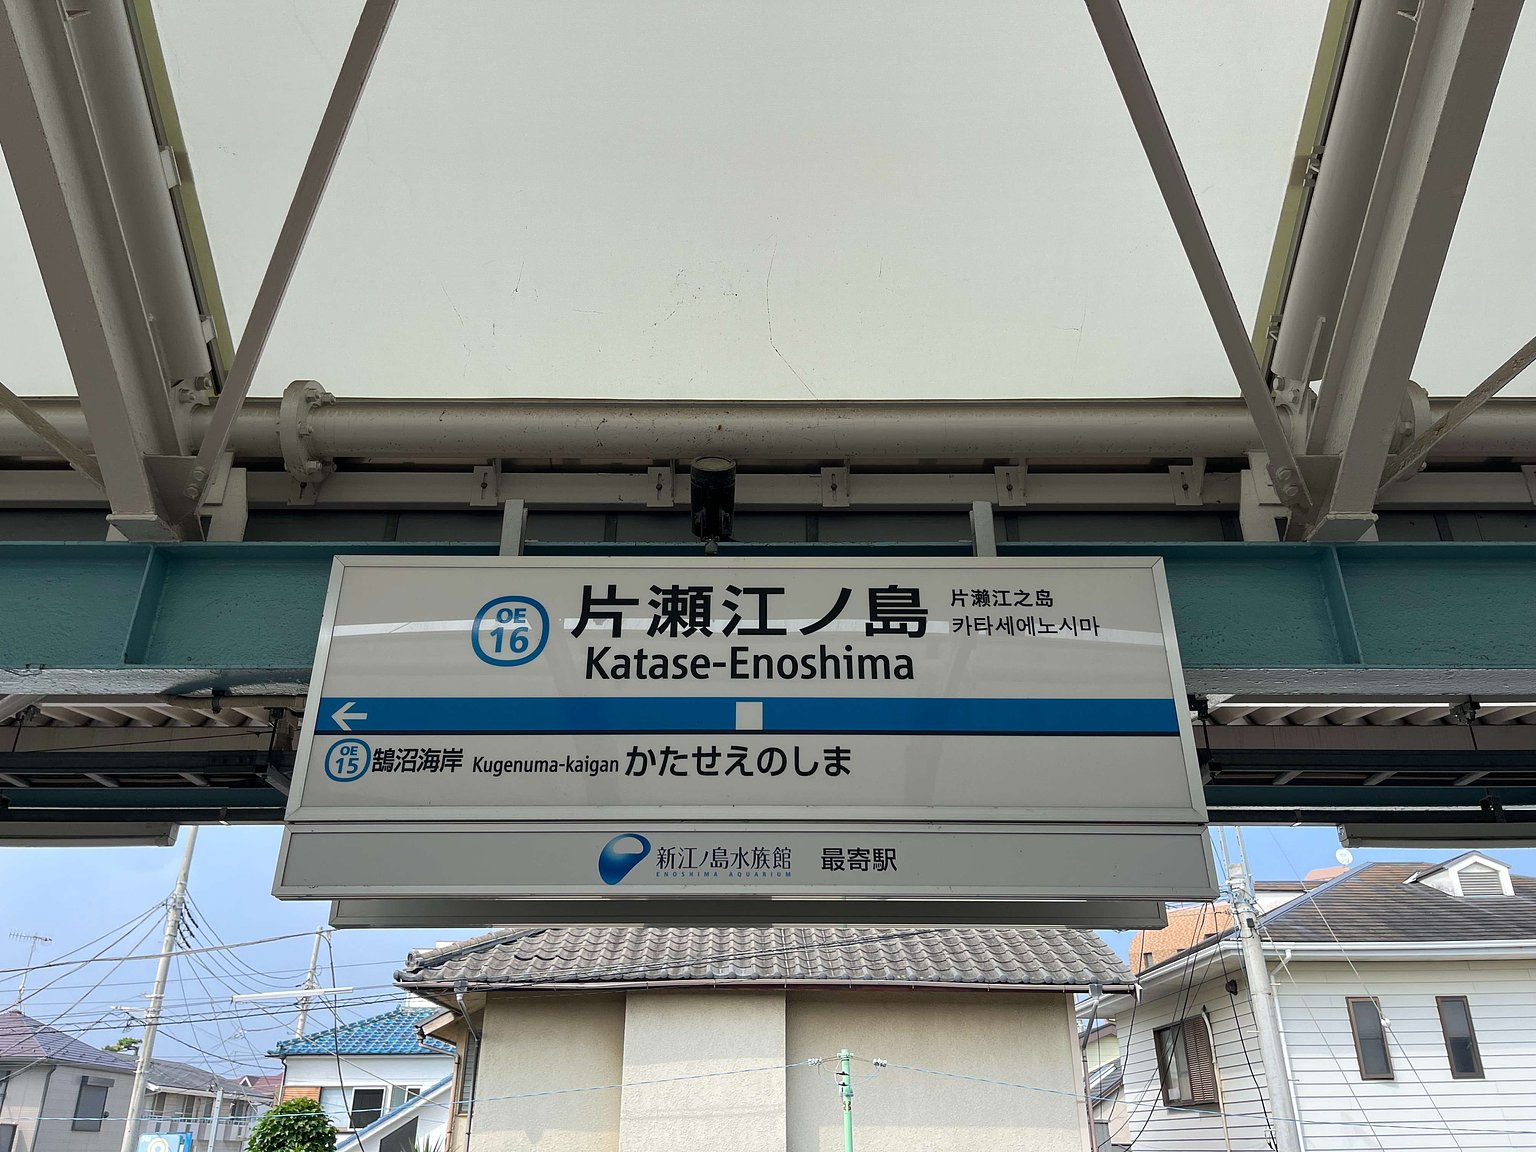 OE
16
片瀬江ノ島
Katase-Enoshima
片濑江之岛
카타세에노시마
OE
15
鵠沼海岸 Kugenuma-kaigan かたせえのしま
新江ノ島水族館 最寄駅
ENOSHIMA AQUARIUM